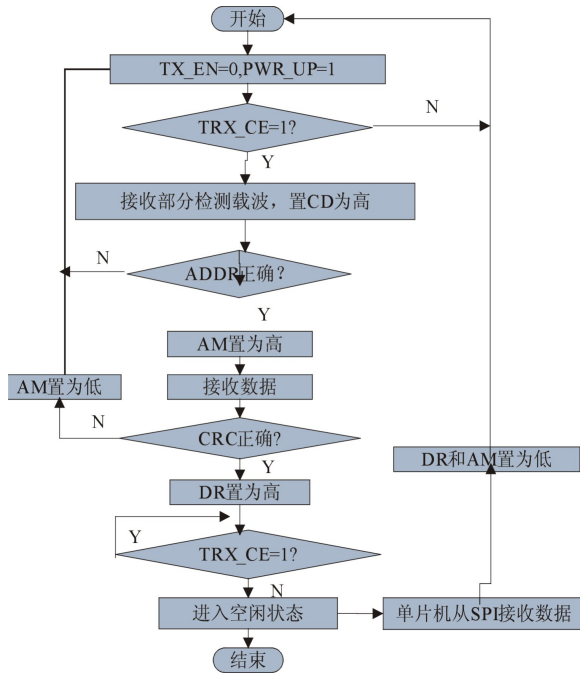 开始
TX_EN=0,PWR_UP=1
TRX_CE=1?
N
Y
接收部分检测载波，置CD为高
N
ADDR正确？
Y
AM置为高
AM置为低
接收数据
N
CRC正确?
Y
DR和AM置为低
DR置为高
Y
TRX_CE=1?
N
进入空闲状态
单片机从SPI接收数据
结束